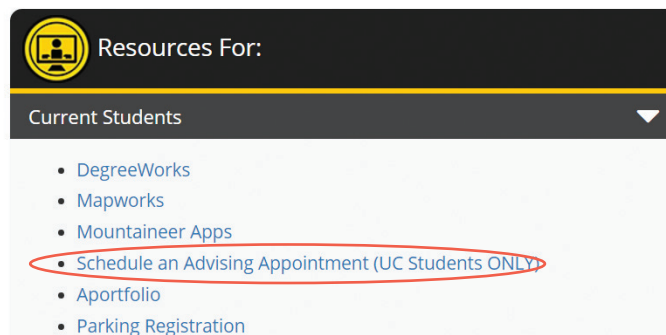 Resources For:
Current Students
DegreeWorks
Mapworks
Mountaineer Apps
Schedule an Advising Appointment (UC Students ONLY)
Aportfolio
Parking Registration